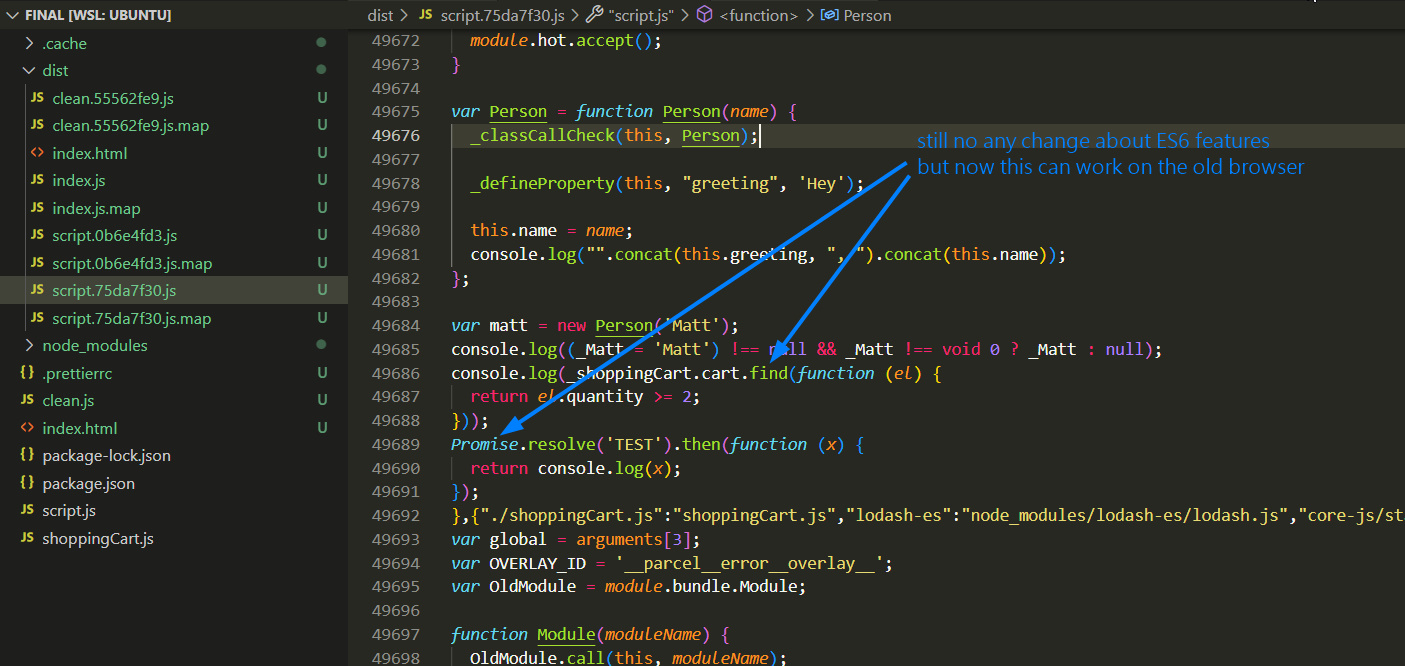 FINAL [WSL: UBUNTU]
.cache
dist
JS clean.55562fe9.js U
JS clean.55562fe9.js.map U
<> index.html U
JS index.js U
JS index.js.map U
JS script.0b6e4fd3.js U
JS script.0b6e4fd3.js.map U
JS script.75da7f30.js U
JS script.75da7f30.js.map U
node_modules
{} .prettierrc U
JS clean.js U
<> index.html U
{} package-lock.json
{} package.json
JS script.js
JS shoppingCart.js
dist > JS script.75da7f30.js > "script.js" > <function> > Person
49672 module.hot.accept();
49673 }
49674
49675 var Person = function Person(name) {
49676 _classCallCheck(this, Person);
49677
49678 _defineProperty(this, "greeting", 'Hey');
49679
49680 this.name = name;
49681 console.log("".concat(this.greeting, ", ").concat(this.name));
49682 };
49683
49684 var matt = new Person('Matt');
49685 console.log((_Matt = 'Matt') !== null && _Matt !== void 0 ? _Matt : null);
49686 console.log(_shoppingCart.cart.find(function (el) {
49687 return el.quantity >= 2;
49688 }));
49689 Promise.resolve('TEST').then(function (x) {
49690 return console.log(x);
49691 });
49692 },{"./shoppingCart.js":"shoppingCart.js","lodash-es":"node_modules/lodash-es/lodash.js","core-js/st
49693 var global = arguments[3];
49694 var OVERLAY_ID = '__parcel__error__overlay__';
49695 var OldModule = module.bundle.Module;
49696
49697 function Module(moduleName) {
49698 OldModule.call(this, moduleName);
still no any change about ES6 features
but now this can work on the old browser